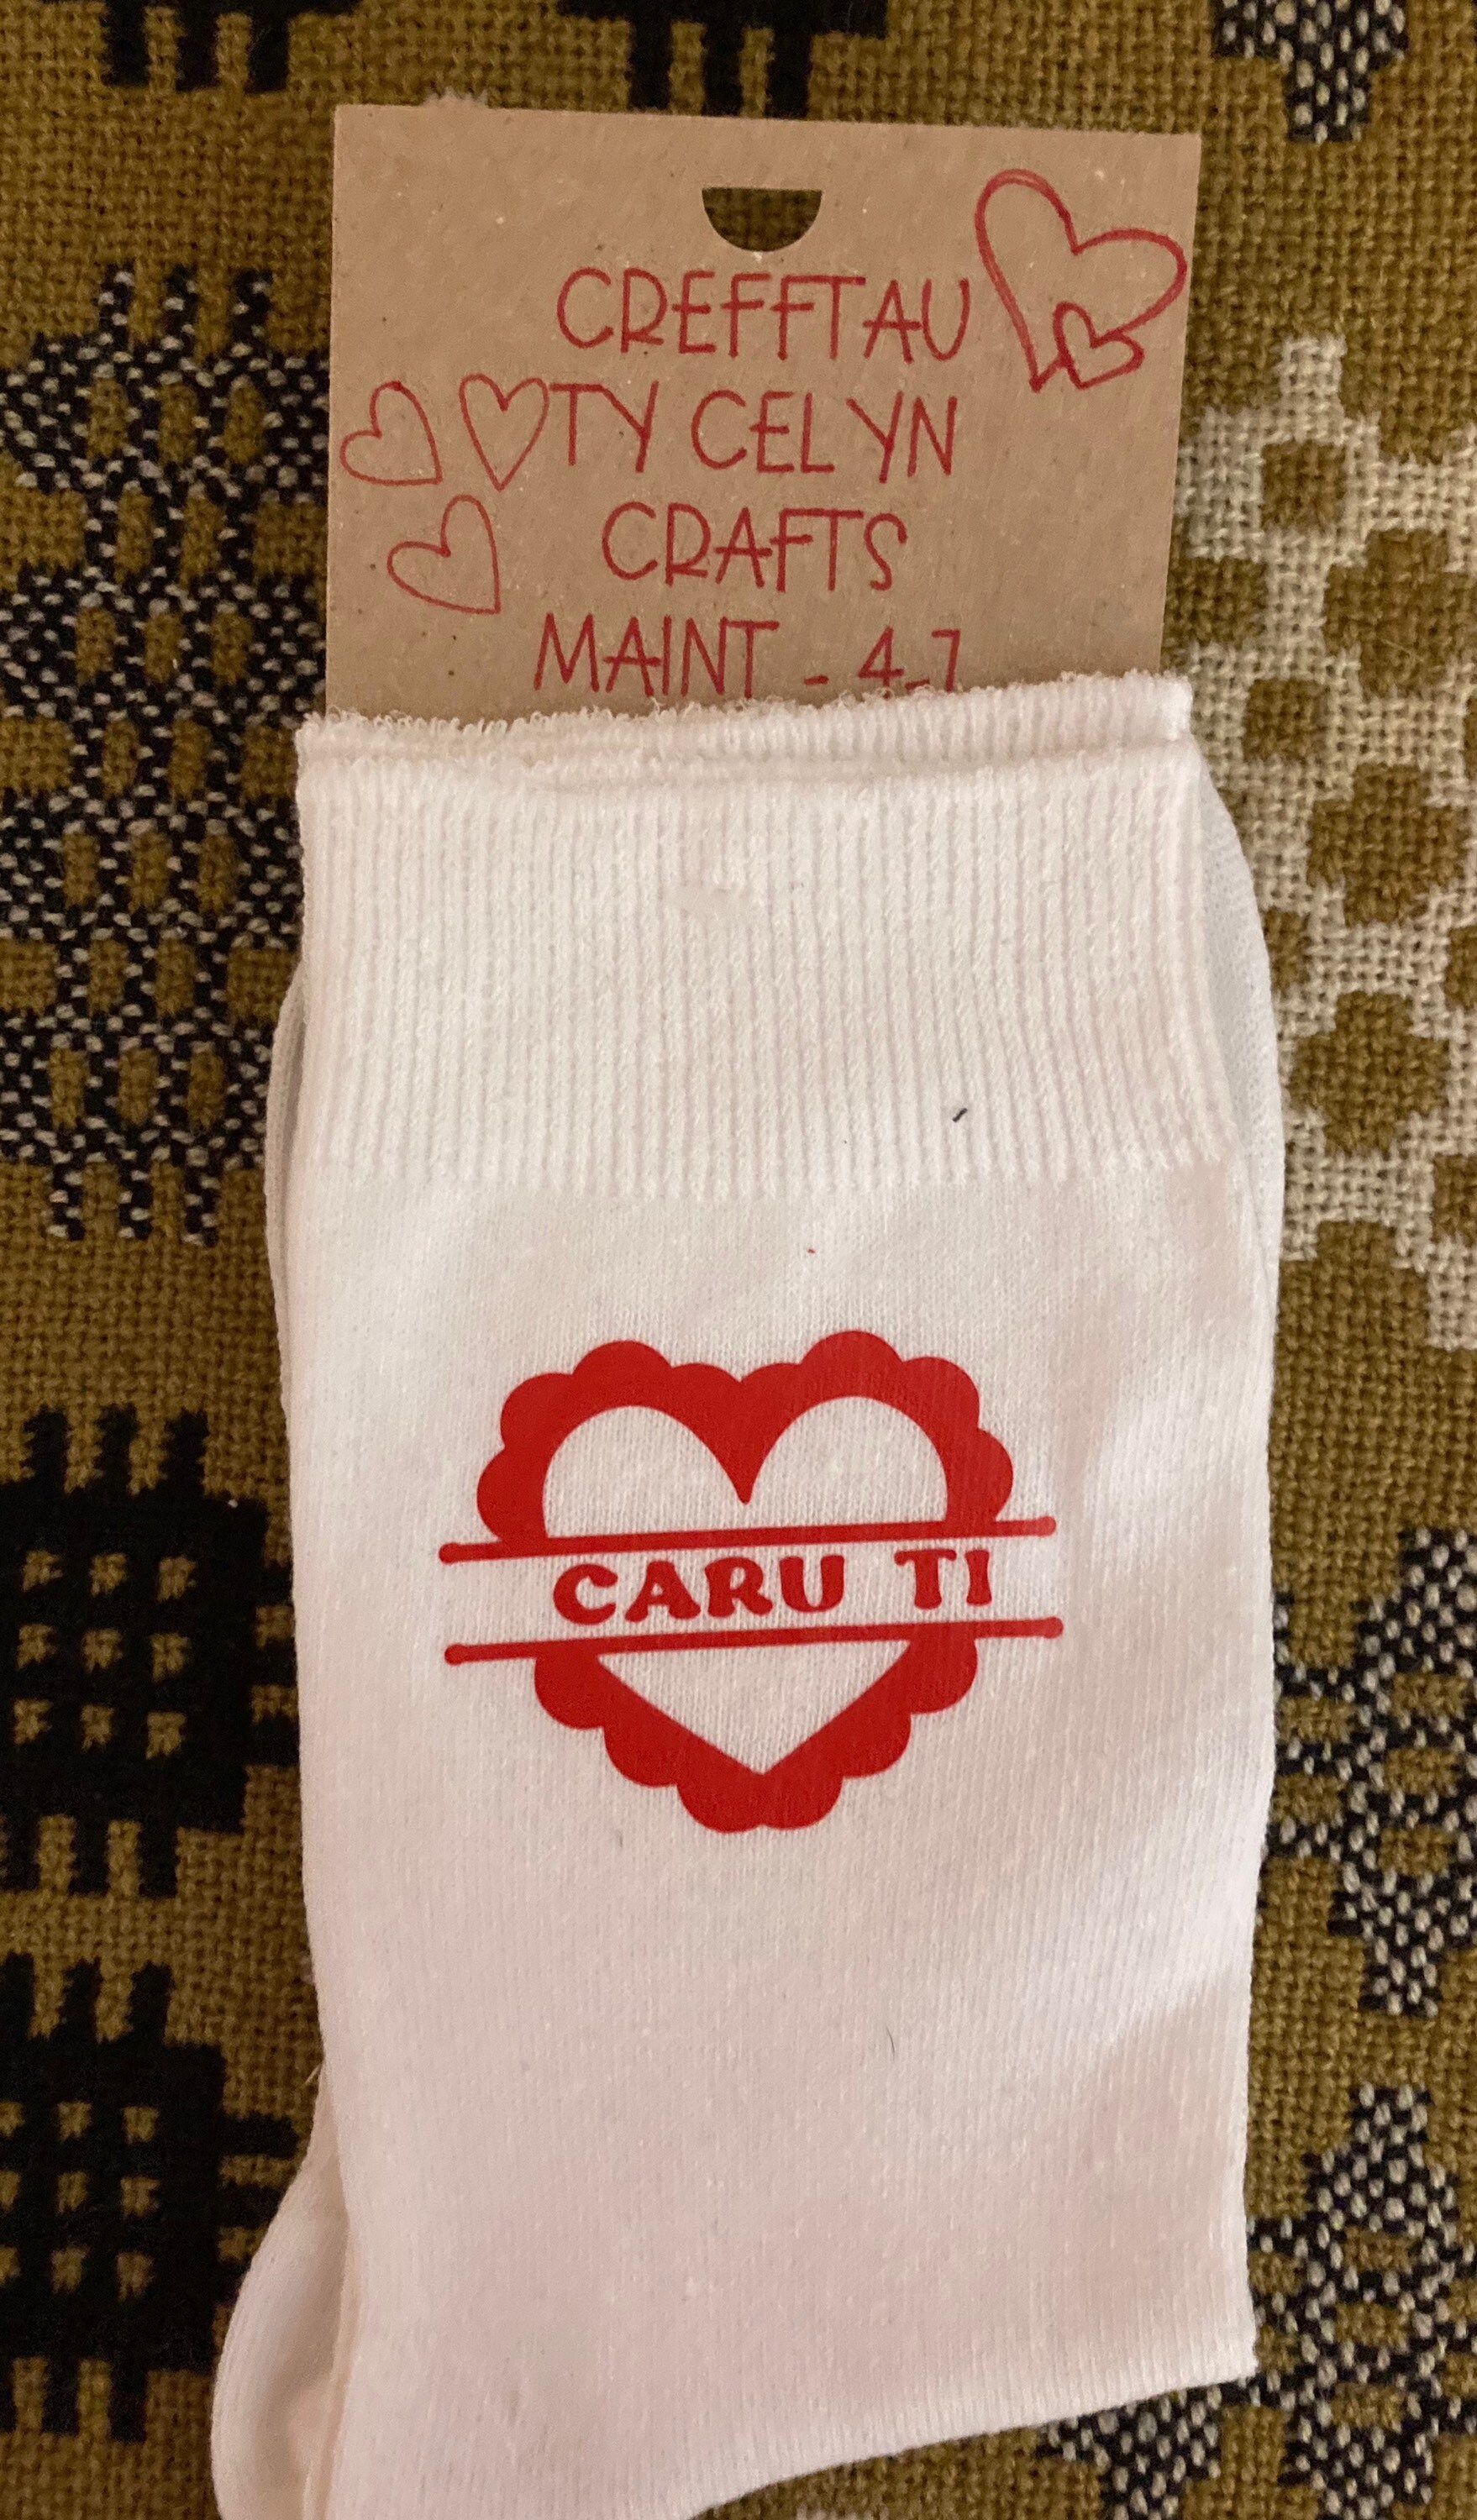 CREFFTAU
TY CELYN
CRAFTS
MAINT - 4-7
CARU TI